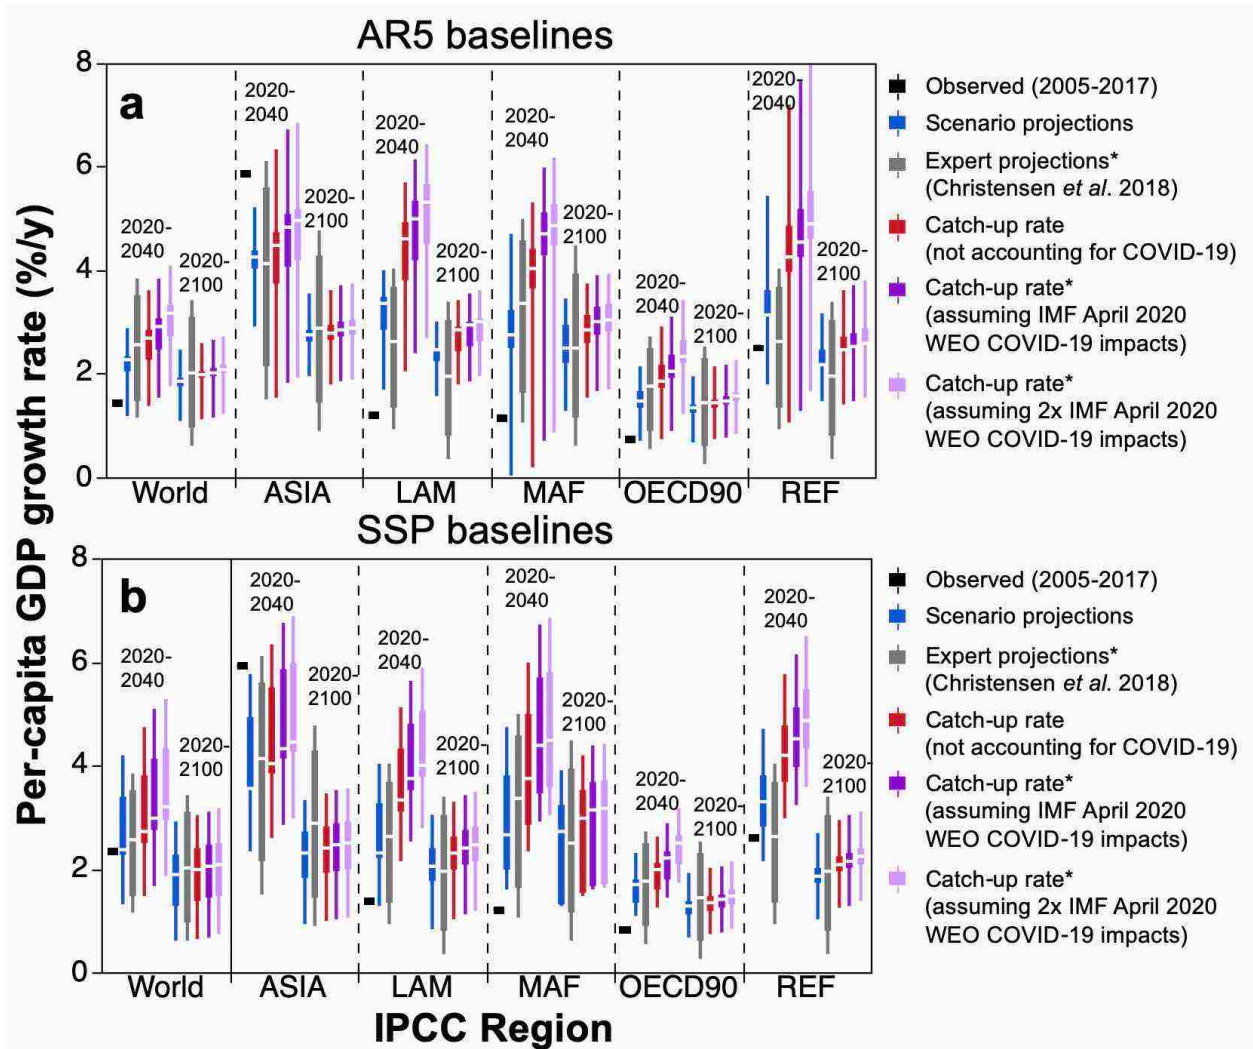 AR5 baselines
Per-capita GDP growth rate (%/y)
8
6
4
2
0
a
2020-
2040
2020-
2100
2020-
2040
2020-
2100
2020-
2040
2020-
2100
2020-
2040
2020-
2100
2020-
2040
2020-
2100
2020-
2040
2020-
2100
World
ASIA
LAM
MAF
OECD90
REF
Observed (2005-2017)
Scenario projections
Expert projections*
(Christensen et al. 2018)
Catch-up rate
(not accounting for COVID-19)
Catch-up rate*
(assuming IMF April 2020
WEO COVID-19 impacts)
Catch-up rate*
(assuming 2x IMF April 2020
WEO COVID-19 impacts)
SSP baselines
8
6
4
2
0
b
2020-
2040
2020-
2100
2020-
2040
2020-
2100
2020-
2040
2020-
2100
2020-
2040
2020-
2100
2020-
2040
2020-
2100
2020-
2040
2020-
2100
World
ASIA
LAM
MAF
OECD90
REF
IPCC Region
Observed (2005-2017)
Scenario projections
Expert projections*
(Christensen et al. 2018)
Catch-up rate
(not accounting for COVID-19)
Catch-up rate*
(assuming IMF April 2020
WEO COVID-19 impacts)
Catch-up rate*
(assuming 2x IMF April 2020
WEO COVID-19 impacts)